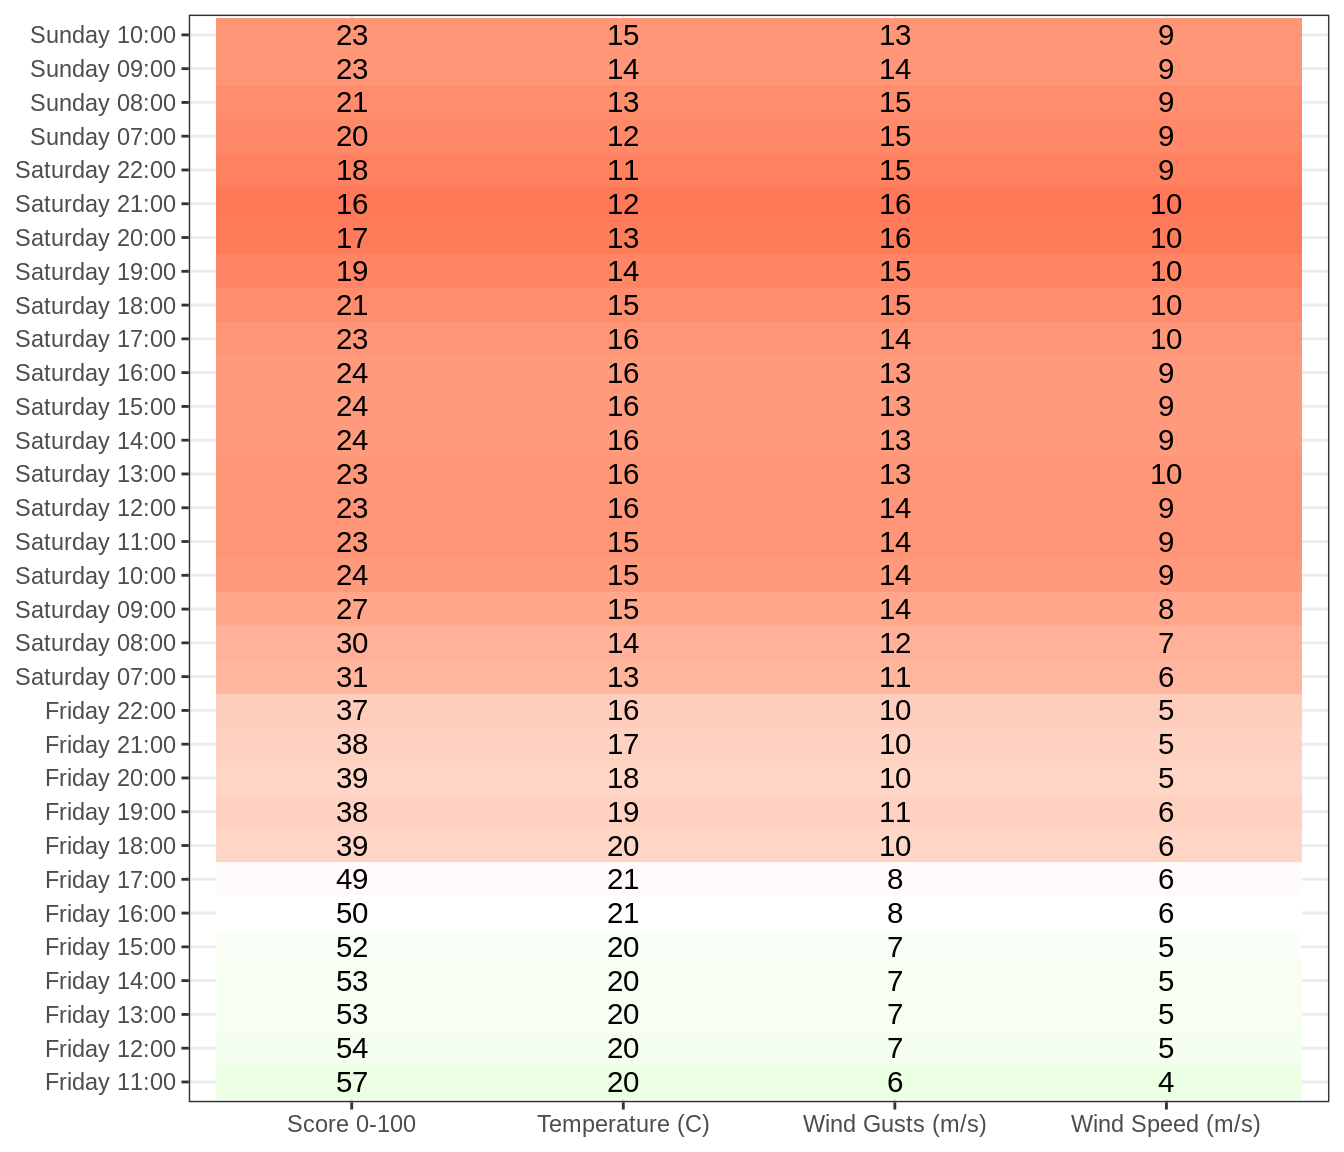 Sunday 10:00 23 15 13 9
Sunday 09:00 23 14 14 9
Sunday 08:00 21 13 15 9
Sunday 07:00 20 12 15 9
Saturday 22:00 18 11 15 9
Saturday 21:00 16 12 16 10
Saturday 20:00 17 13 16 10
Saturday 19:00 19 14 15 10
Saturday 18:00 21 15 15 10
Saturday 17:00 23 16 14 10
Saturday 16:00 24 16 13 9
Saturday 15:00 24 16 13 9
Saturday 14:00 24 16 13 9
Saturday 13:00 23 16 13 10
Saturday 12:00 23 16 14 9
Saturday 11:00 23 15 14 9
Saturday 10:00 24 15 14 9
Saturday 09:00 27 15 14 8
Saturday 08:00 30 14 12 7
Saturday 07:00 31 13 11 6
Friday 22:00 37 16 10 5
Friday 21:00 38 17 10 5
Friday 20:00 39 18 10 5
Friday 19:00 38 19 11 6
Friday 18:00 39 20 10 6
Friday 17:00 49 21 8 6
Friday 16:00 50 21 8 6
Friday 15:00 52 20 7 5
Friday 14:00 53 20 7 5
Friday 13:00 53 20 7 5
Friday 12:00 54 20 7 5
Friday 11:00 57 20 6 4
Score 0-100 Temperature (C) Wind Gusts (m/s) Wind Speed (m/s)